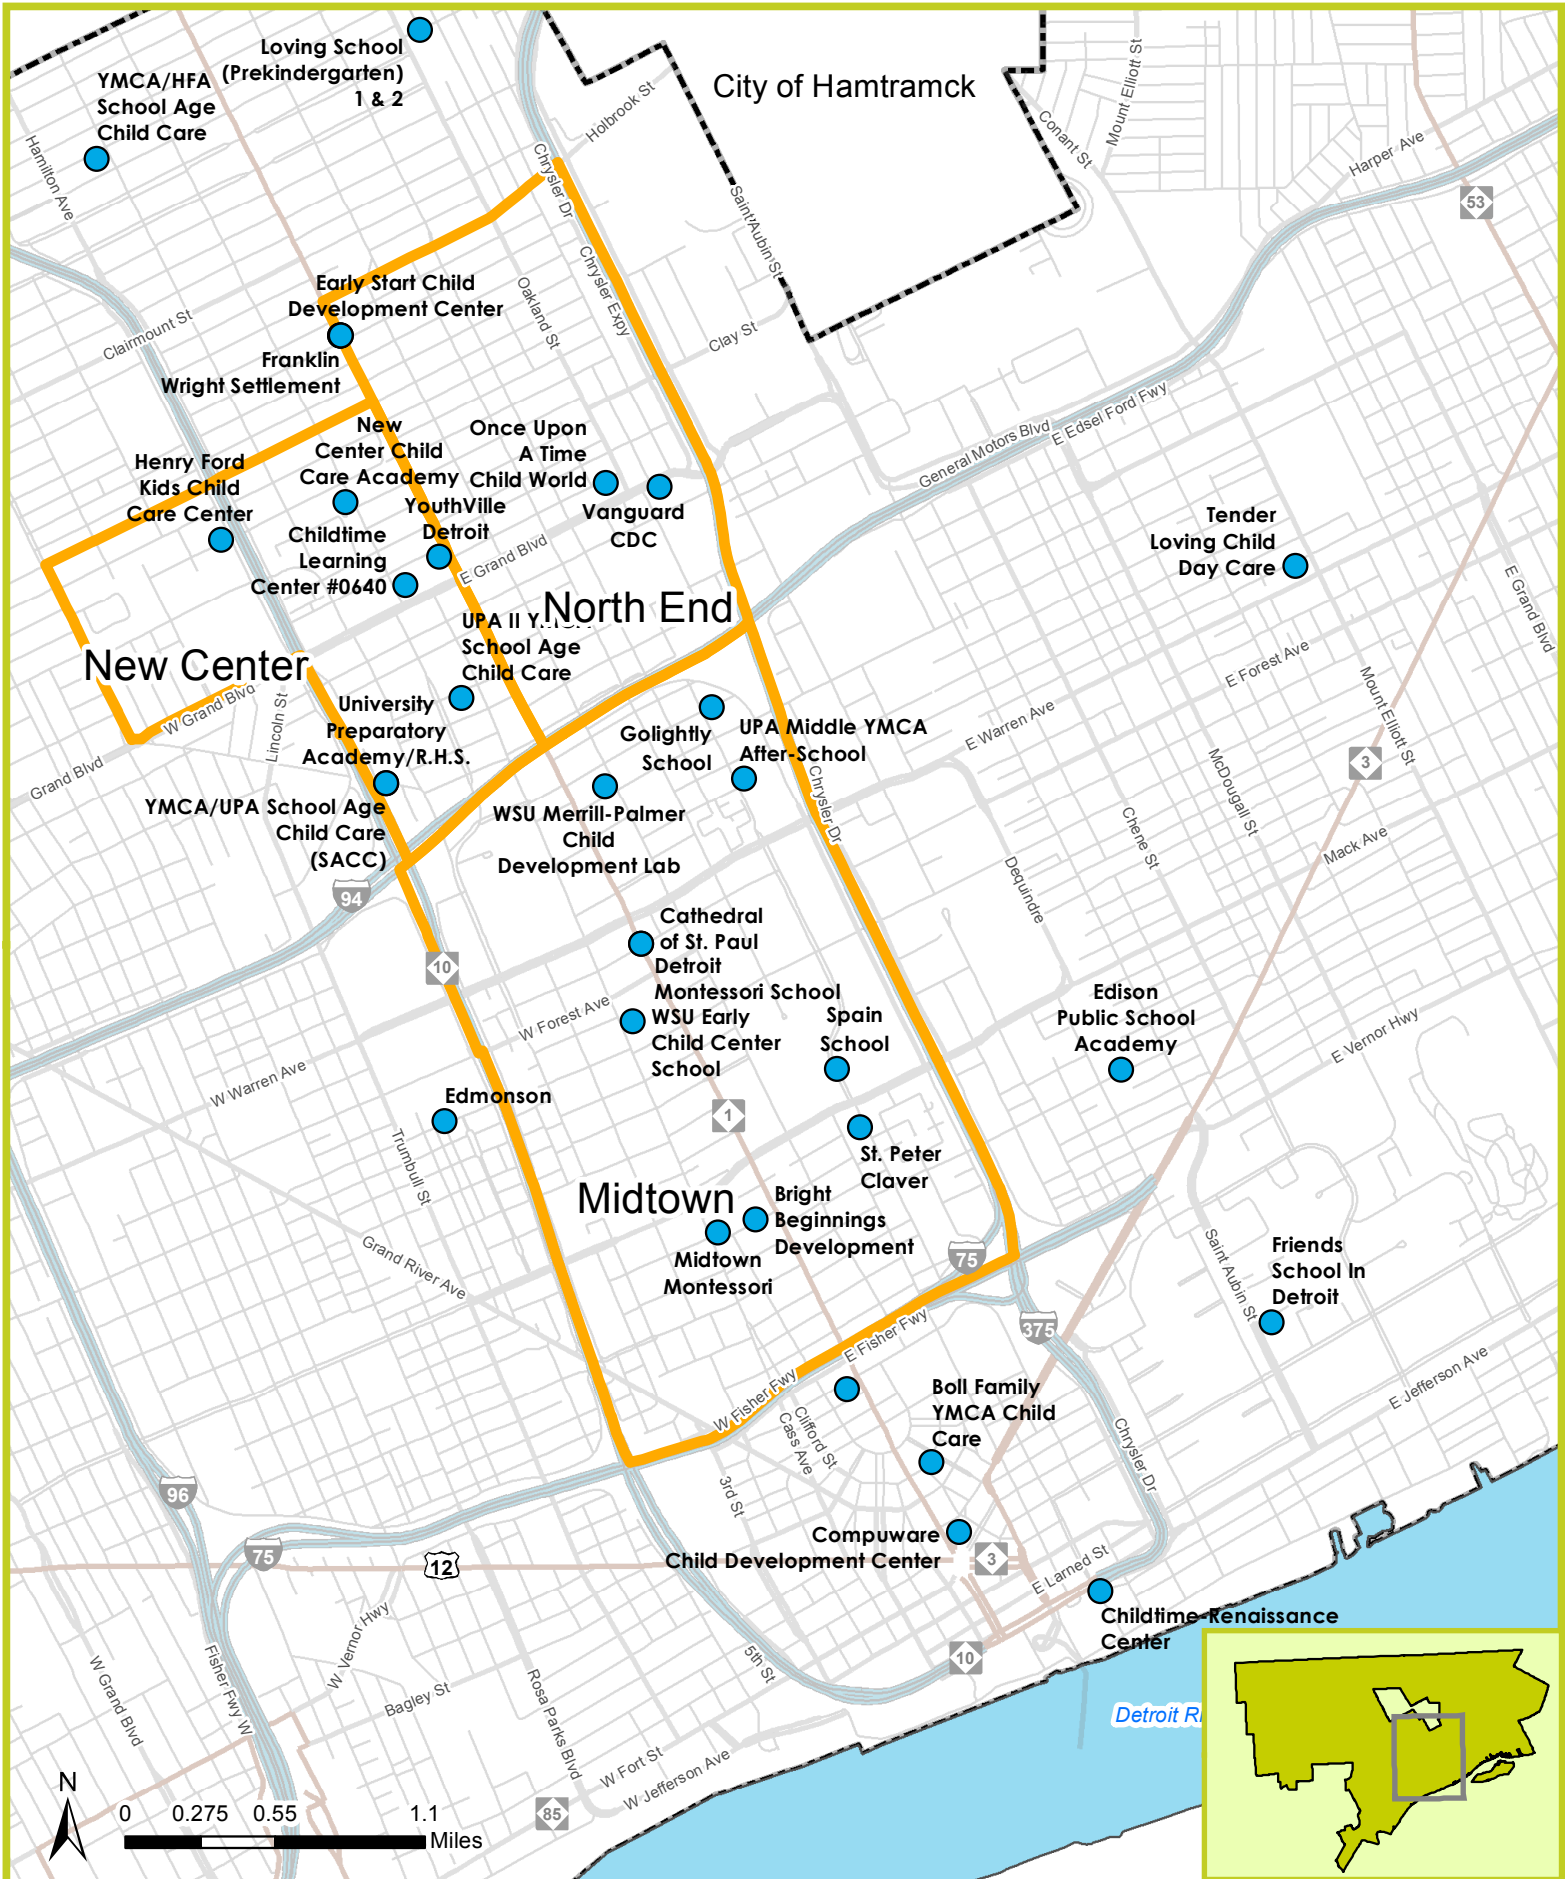 Loving School
(Prekindergarten)
1 & 2
YMCA/HFA
School Age
Child Care
City of Hamtramck
Mount Elliott St
Conant St
Harper Ave
53
Holbrook St
Hamilton Ave
Chrysler Dr
Saint Aubin St
Chrysler Expy
Early Start Child
Development Center
Oakland St
Clairmount St
Clay St
Franklin
Wright Settlement
General Motors Blvd
E Edsel Ford Fwy
New
Center Child
Care Academy
Once Upon
A Time
Child World
Henry Ford
Kids Child
Care Center
YouthVille
Detroit
Vanguard
CDC
Childtime
Learning
Center #0640
E Grand Blvd
Tender
Loving Child
Day Care
E Grand Blvd
North End
UPA II
School Age
Child Care
New Center
E Forest Ave
Mount Elliott St
W Grand Blvd
Lincoln St
University
Preparatory
Academy/R.H.S.
Golightly
School
UPA Middle YMCA
After-School
E Warren Ave
Grand Blvd
3
McDougall St
Chrysler Dr
YMCA/UPA School Age
Child Care
(SACC)
WSU Merrill-Palmer
Child
Development Lab
Chene St
Mack Ave
Dequindre
94
Cathedral
of St. Paul
Detroit
Montessori School
10
W Forest Ave
WSU Early
Child Center
School
Spain
School
Edison
Public School
Academy
E Vernor Hwy
W Warren Ave
Edmonson
1
Trumbull St
St. Peter
Claver
Midtown
Bright
Beginnings
Development
Midtown
Montessori
Grand River Ave
75
Saint Aubin St
Friends
School In
Detroit
375
E Fisher Fwy
W Fisher Fwy
Boll Family
YMCA Child
Care
E Jefferson Ave
Clifford St
Cass Ave
Chrysler Dr
96
3rd St
Compuware
Child Development Center
75
12
3
E Larned St
Childtime-Renaissance
Center
W Vernor Hwy
Fisher Fwy W
W Grand Blvd
Bagley St
Rosa Parks Blvd
5th St
10
Detroit
W Fort St
W Jefferson Ave
85
N
0 0.275 0.55 1.1
Miles